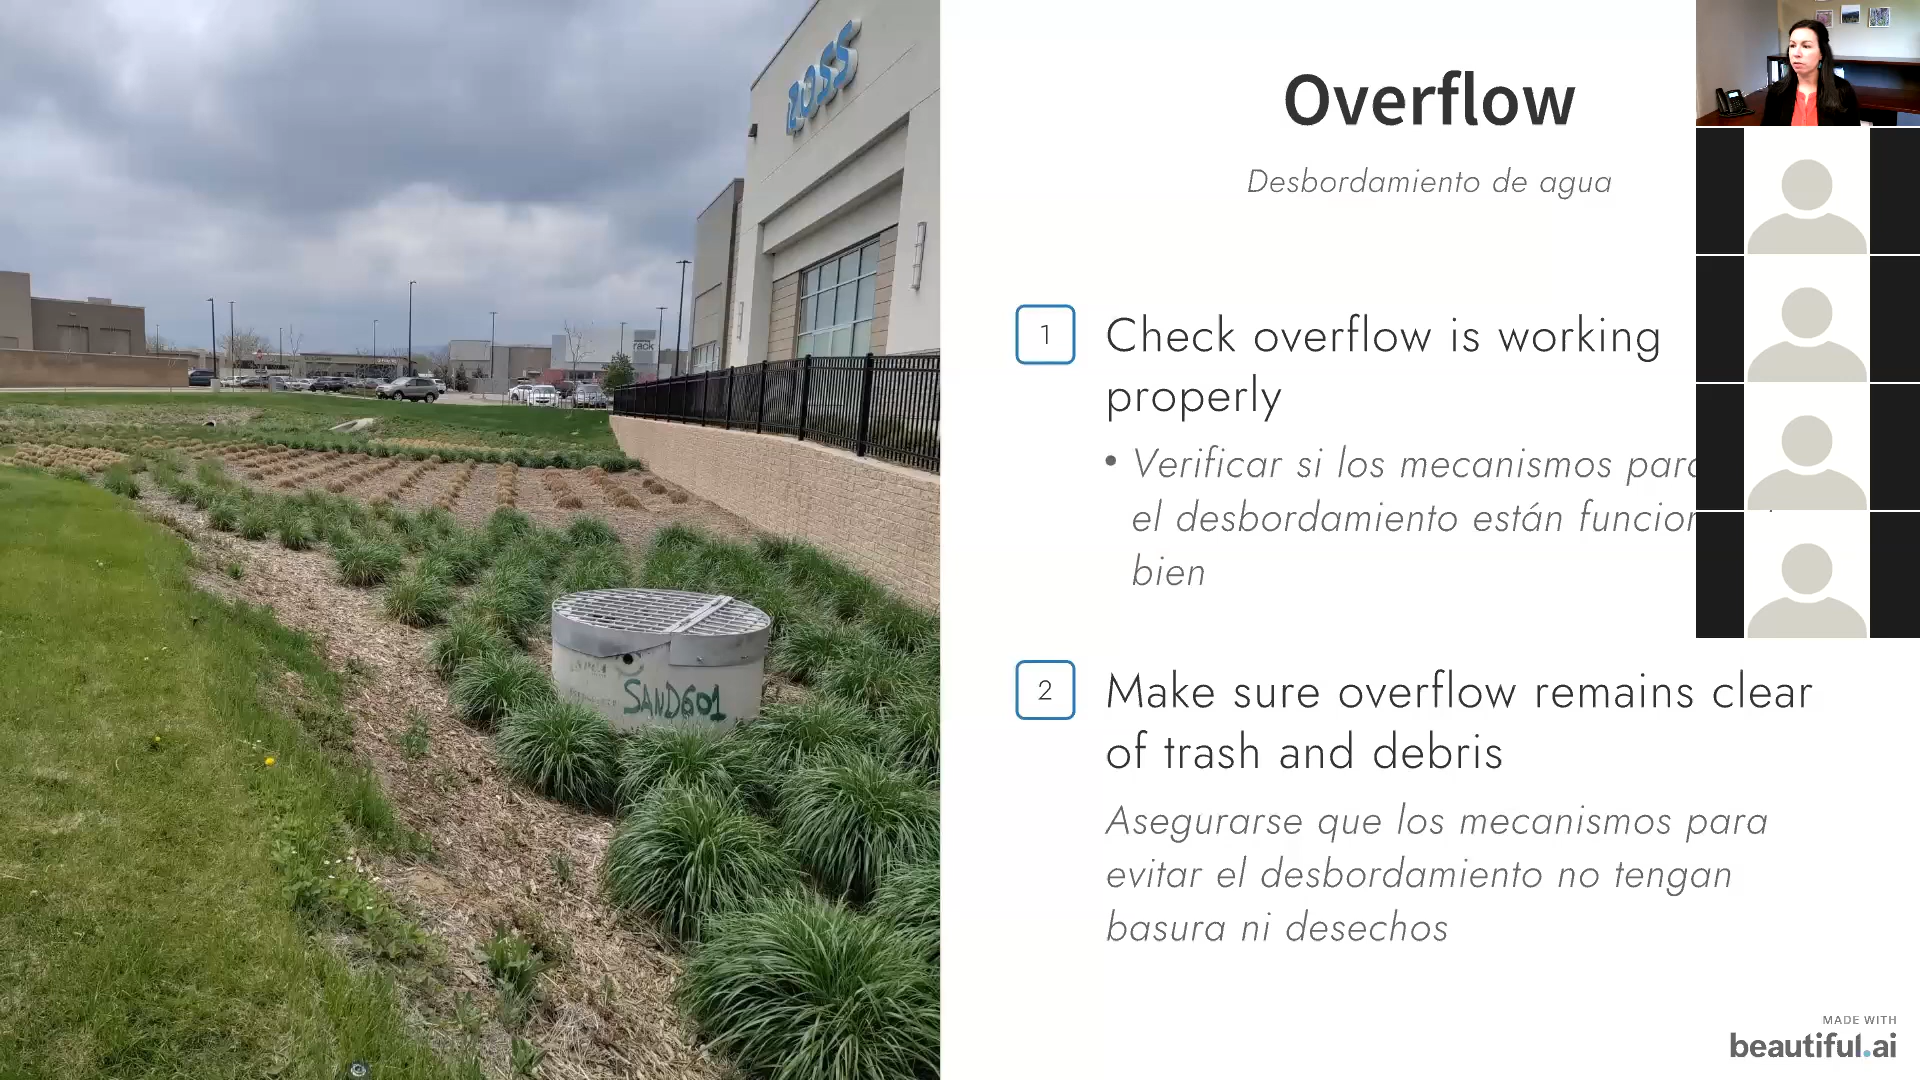 ROSS
rack
SAND601
Overflow
Desbordamiento de agua
1
Check overflow is working
properly
• Verificar si los mecanismos para
el desbordamiento están
bien
2
Make sure overflow remains clear
of trash and debris
Asegurarse que los mecanismos para
evitar el desbordamiento no tengan
basura ni desechos
MADE WITH
beautiful.ai